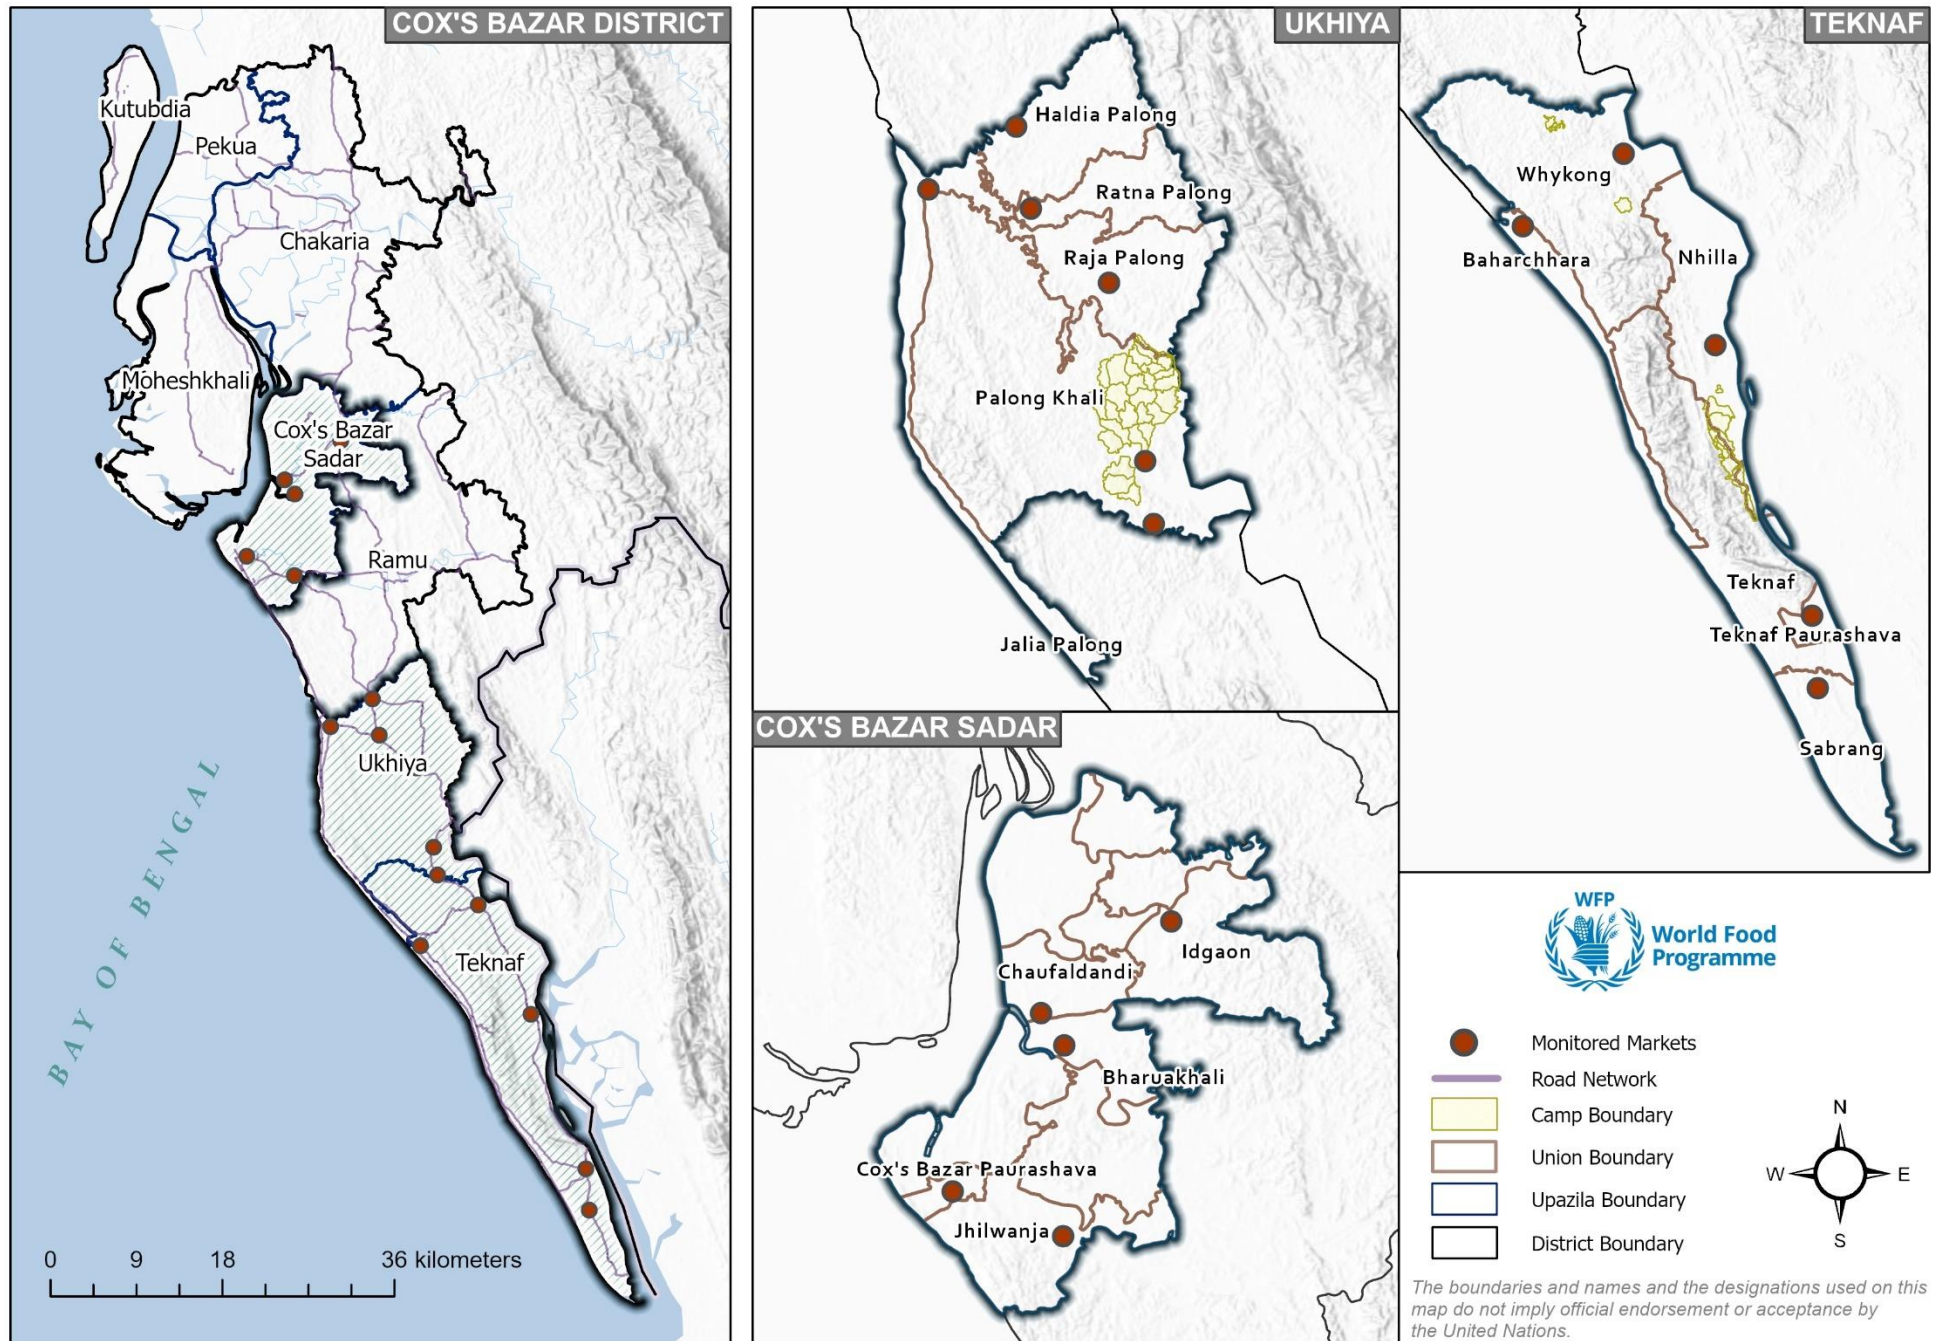 COX'S BAZAR DISTRICT
Kutubdia
Pekua
Chakaria
Moheshkhali
Cox's Bazar
Sadar
Ramu
Ukhiya
Teknaf
BAY OF BENGAL
0 9 18 36 kilometers
UKHIYA
Haldia Palong
Ratna Palong
Raja Palong
Palong Khali
Jalia Palong
COX'S BAZAR SADAR
Idgaon
Chaufaldandi
Bharuakhali
Cox's Bazar Paurashava
Jhilwanja
TEKNAF
Whykong
Baharchhara
Nhilla
Teknaf
Teknaf Paurashava
Sabrang
WFP
World Food
Programme
Monitored Markets
Road Network
Camp Boundary
Union Boundary
Upazila Boundary
District Boundary
N
W E
S
The boundaries and names and the designations used on this
map do not imply official endorsement or acceptance by
the United Nations.